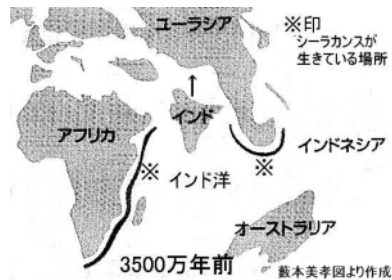 ユーラシア
※印
シーラカンスが
生きている場所
アフリカ
インド
インドネシア
※
※
インド洋
オーストラリア
3500万年前
藪本美孝図より作成